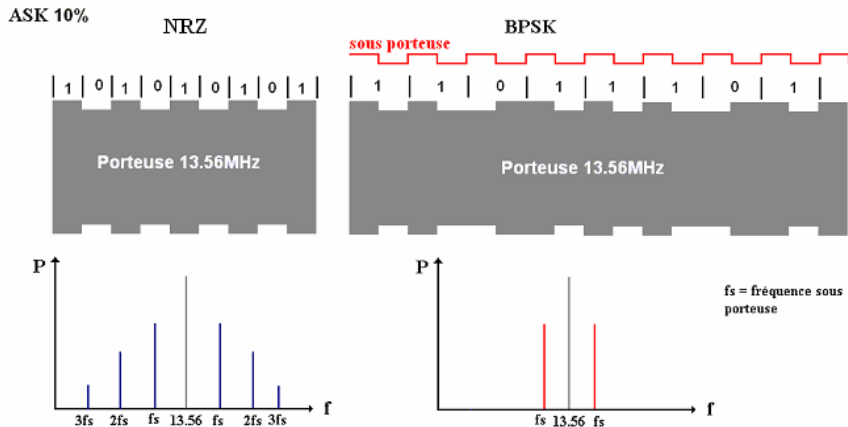 ASK 10%
NRZ
BPSK
sous porteuse
1 0 1 0 1 0 1 0 1
1 1 0 1 1 1 0 1
Porteuse 13.56MHz
Porteuse 13.56MHz
P
3fs 2fs fs 13.56 fs 2fs 3fs
f
P
fs 13.56 fs
f
fs = fréquence sous
porteuse